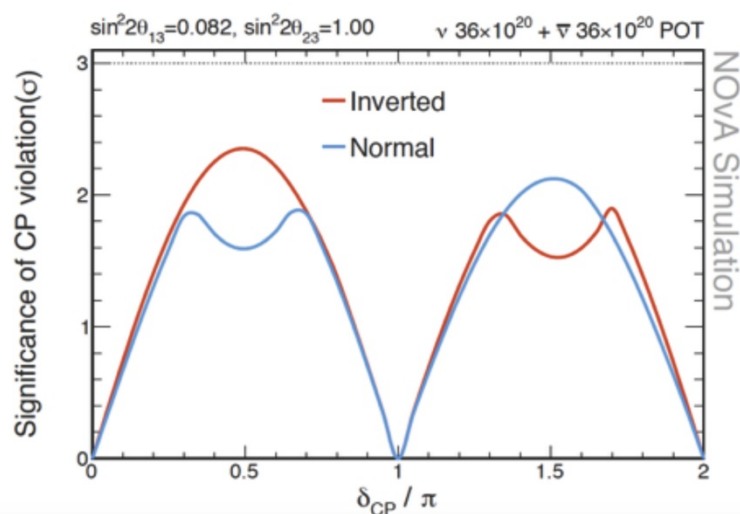 sin²2θ₁₃=0.082, sin²2θ₂₃=1.00
ν 36×10²⁰ + ν̅ 36×10²⁰ POT
Significance of CP violation(σ)
3
2
1
0
Inverted
Normal
NOvA Simulation
0 0.5 1 1.5 2
δCP / π